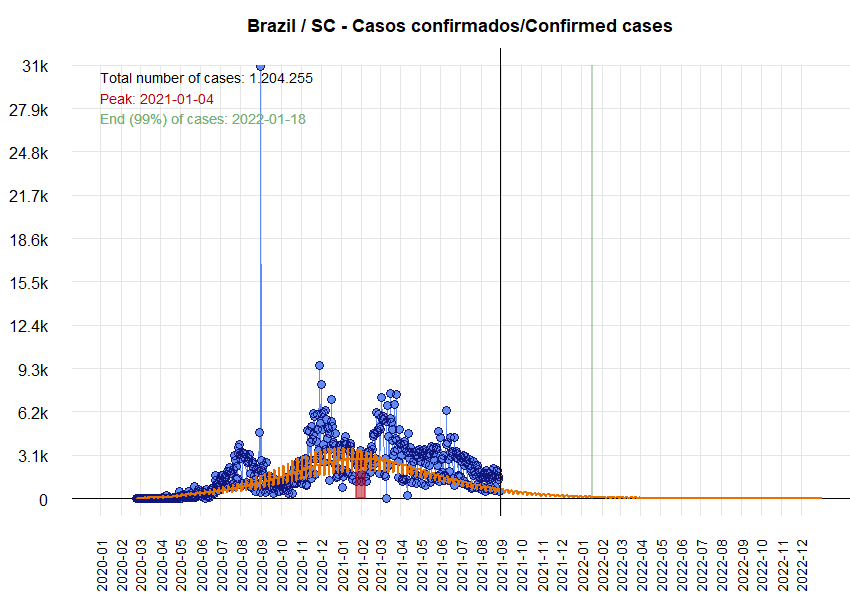 Brazil / SC - Casos confirmados/Confirmed cases
Total number of cases: 1.204.255
Peak: 2021-01-04
End (99%) of cases: 2022-01-18
31k
27.9k
24.8k
21.7k
18.6k
15.5k
12.4k
9.3k
6.2k
3.1k
0
2020-01
2020-02
2020-03
2020-04
2020-05
2020-06
2020-07
2020-08
2020-09
2020-10
2020-11
2020-12
2021-01
2021-02
2021-03
2021-04
2021-05
2021-06
2021-07
2021-08
2021-09
2021-10
2021-11
2021-12
2022-01
2022-02
2022-03
2022-04
2022-05
2022-06
2022-07
2022-08
2022-09
2022-10
2022-11
2022-12